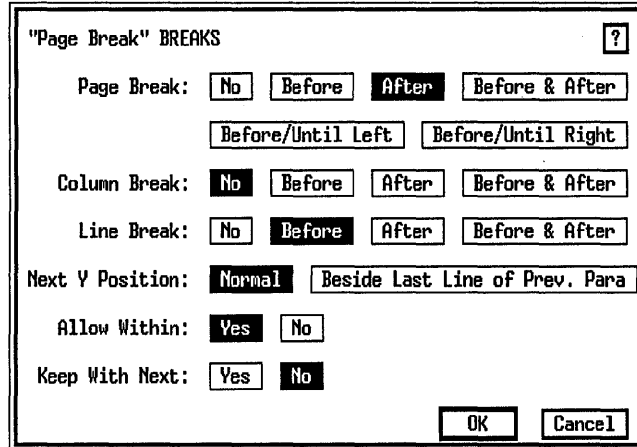 "Page Break" BREAKS ?
Page Break: No Before After Before & After
Before/Until Left Before/Until Right
Column Break: No Before After Before & After
Line Break: No Before After Before & After
Next Y Position: Normal Beside Last Line of Prev. Para
Allow Within: Yes No
Keep With Next: Yes No
OK Cancel